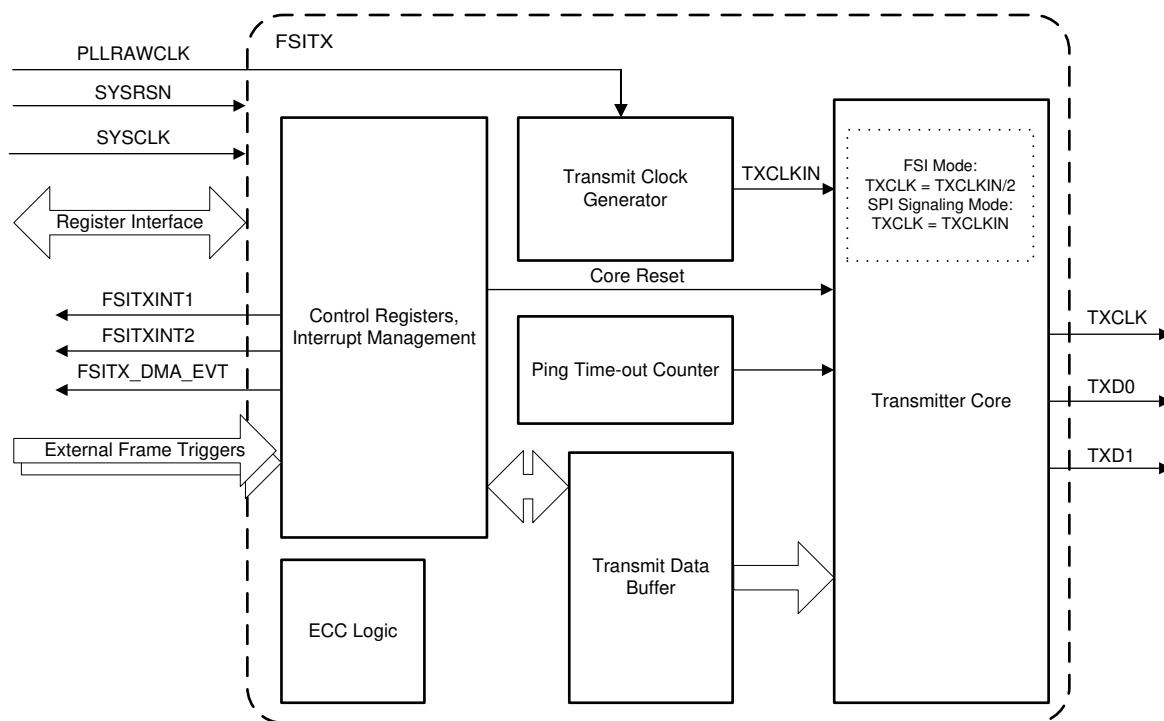 FSITX
PLLRAWCLK
SYSRSN
SYSCLK
Register Interface
FSITXINT1
FSITXINT2
FSITX_DMA_EVT
External Frame Triggers
Control Registers,
Interrupt Management
ECC Logic
Transmit Clock
Generator
TXCLKIN
Core Reset
Ping Time-out Counter
Transmit Data
Buffer
FSI Mode:
TXCLK = TXCLKIN/2
SPI Signaling Mode:
TXCLK = TXCLKIN
Transmitter Core
TXCLK
TXD0
TXD1